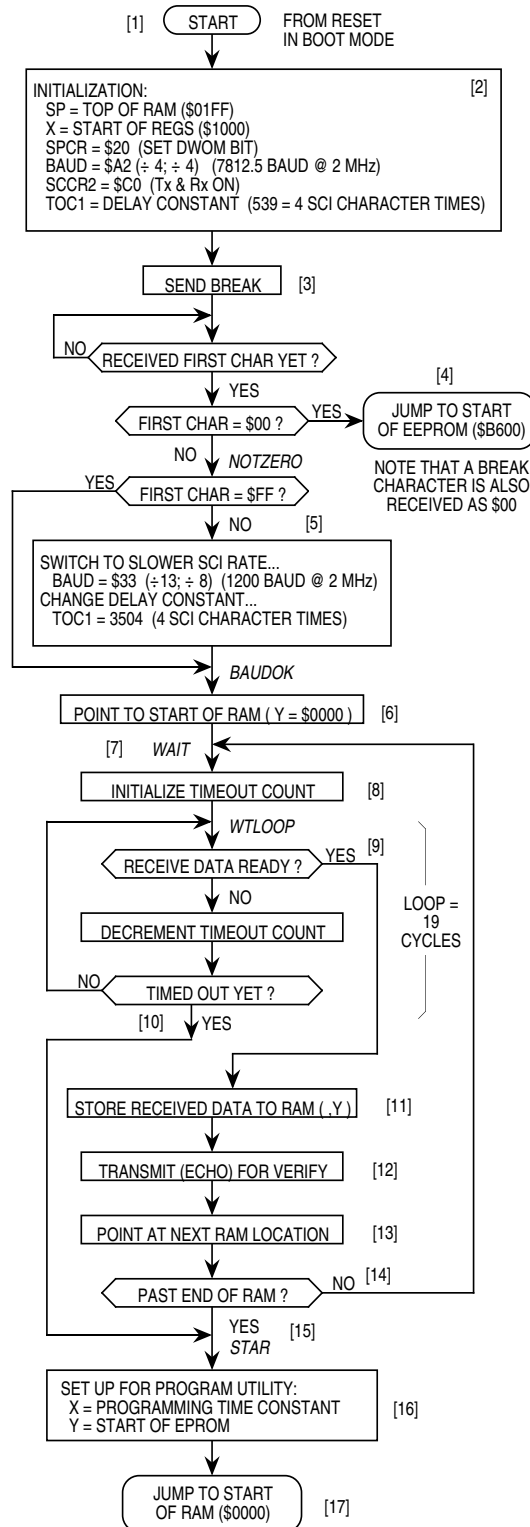 [1]
START
FROM RESET
IN BOOT MODE
[2]
INITIALIZATION:
SP = TOP OF RAM ($01FF)
X = START OF REGS ($1000)
SPCR = $20 (SET DWOM BIT)
BAUD = $A2 (÷ 4; ÷ 4) (7812.5 BAUD @ 2 MHz)
SCCR2 = $C0 (Tx & Rx ON)
TOC1 = DELAY CONSTANT (539 = 4 SCI CHARACTER TIMES)
SEND BREAK
[3]
NO
RECEIVED FIRST CHAR YET ?
YES
[4]
FIRST CHAR = $00 ?
YES
JUMP TO START
OF EEPROM ($B600)
NO
NOTZERO
NOTE THAT A BREAK
CHARACTER IS ALSO
RECEIVED AS $00
YES
FIRST CHAR = $FF ?
NO
[5]
SWITCH TO SLOWER SCI RATE...
BAUD = $33 (÷13; ÷ 8) (1200 BAUD @ 2 MHz)
CHANGE DELAY CONSTANT...
TOC1 = 3504 (4 SCI CHARACTER TIMES)
BAUDOK
POINT TO START OF RAM ( Y = $0000 )
[6]
[7]
WAIT
INITIALIZE TIMEOUT COUNT
[8]
WTLOOP
RECEIVE DATA READY ?
YES
[9]
NO
LOOP =
19
CYCLES
DECREMENT TIMEOUT COUNT
NO
TIMED OUT YET ?
[10]
YES
STORE RECEIVED DATA TO RAM ( ,Y )
[11]
TRANSMIT (ECHO) FOR VERIFY
[12]
POINT AT NEXT RAM LOCATION
[13]
PAST END OF RAM ?
NO
[14]
YES
[15]
STAR
SET UP FOR PROGRAM UTILITY:
X = PROGRAMMING TIME CONSTANT
Y = START OF EPROM
[16]
JUMP TO START
OF RAM ($0000)
[17]